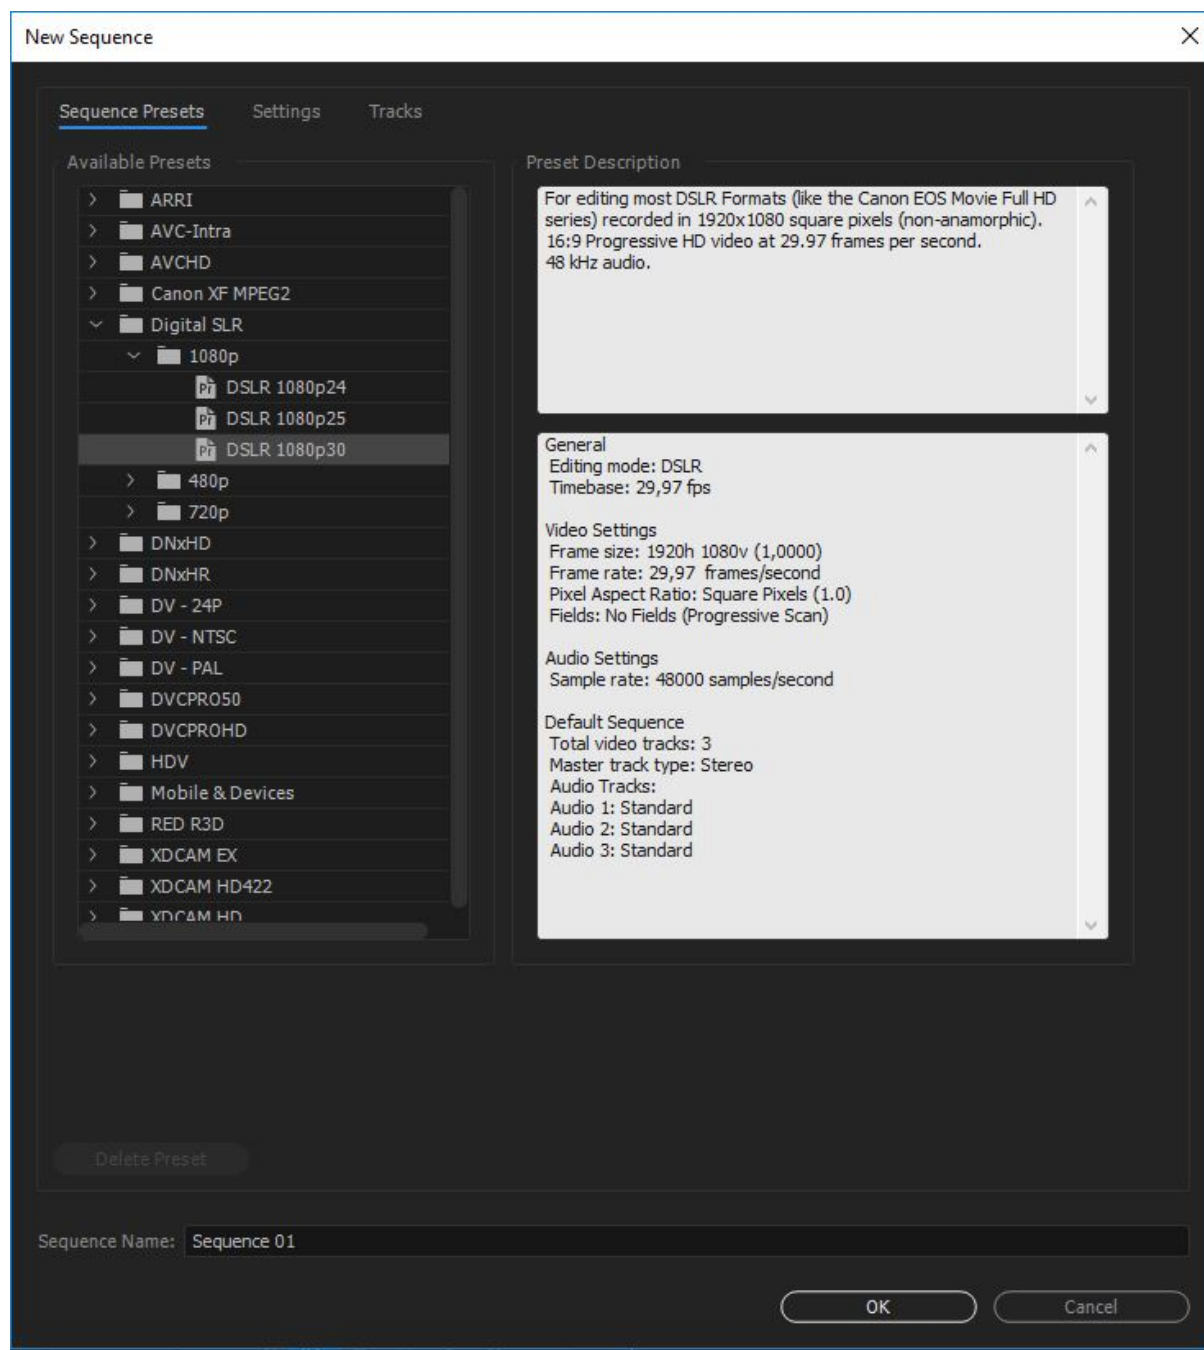 New Sequence
Sequence Presets Settings Tracks
Available Presets
ARRI
AVC-Intra
AVCHD
Canon XF MPEG2
Digital SLR
1080p
DSLR 1080p24
DSLR 1080p25
DSLR 1080p30
480p
720p
DNxHD
DNxHR
DV - 24P
DV - NTSC
DV - PAL
DVCPRO50
DVCPROHD
HDV
Mobile & Devices
RED R3D
XDCAM EX
XDCAM HD422
XDCAM HD
Preset Description
For editing most DSLR Formats (like the Canon EOS Movie Full HD
series) recorded in 1920x1080 square pixels (non-anamorphic).
16:9 Progressive HD video at 29.97 frames per second.
48 kHz audio.
General
Editing mode: DSLR
Timebase: 29,97 fps
Video Settings
Frame size: 1920h 1080v (1,0000)
Frame rate: 29,97 frames/second
Pixel Aspect Ratio: Square Pixels (1.0)
Fields: No Fields (Progressive Scan)
Audio Settings
Sample rate: 48000 samples/second
Default Sequence
Total video tracks: 3
Master track type: Stereo
Audio Tracks:
Audio 1: Standard
Audio 2: Standard
Audio 3: Standard
Delete Preset
Sequence Name: Sequence 01
OK Cancel